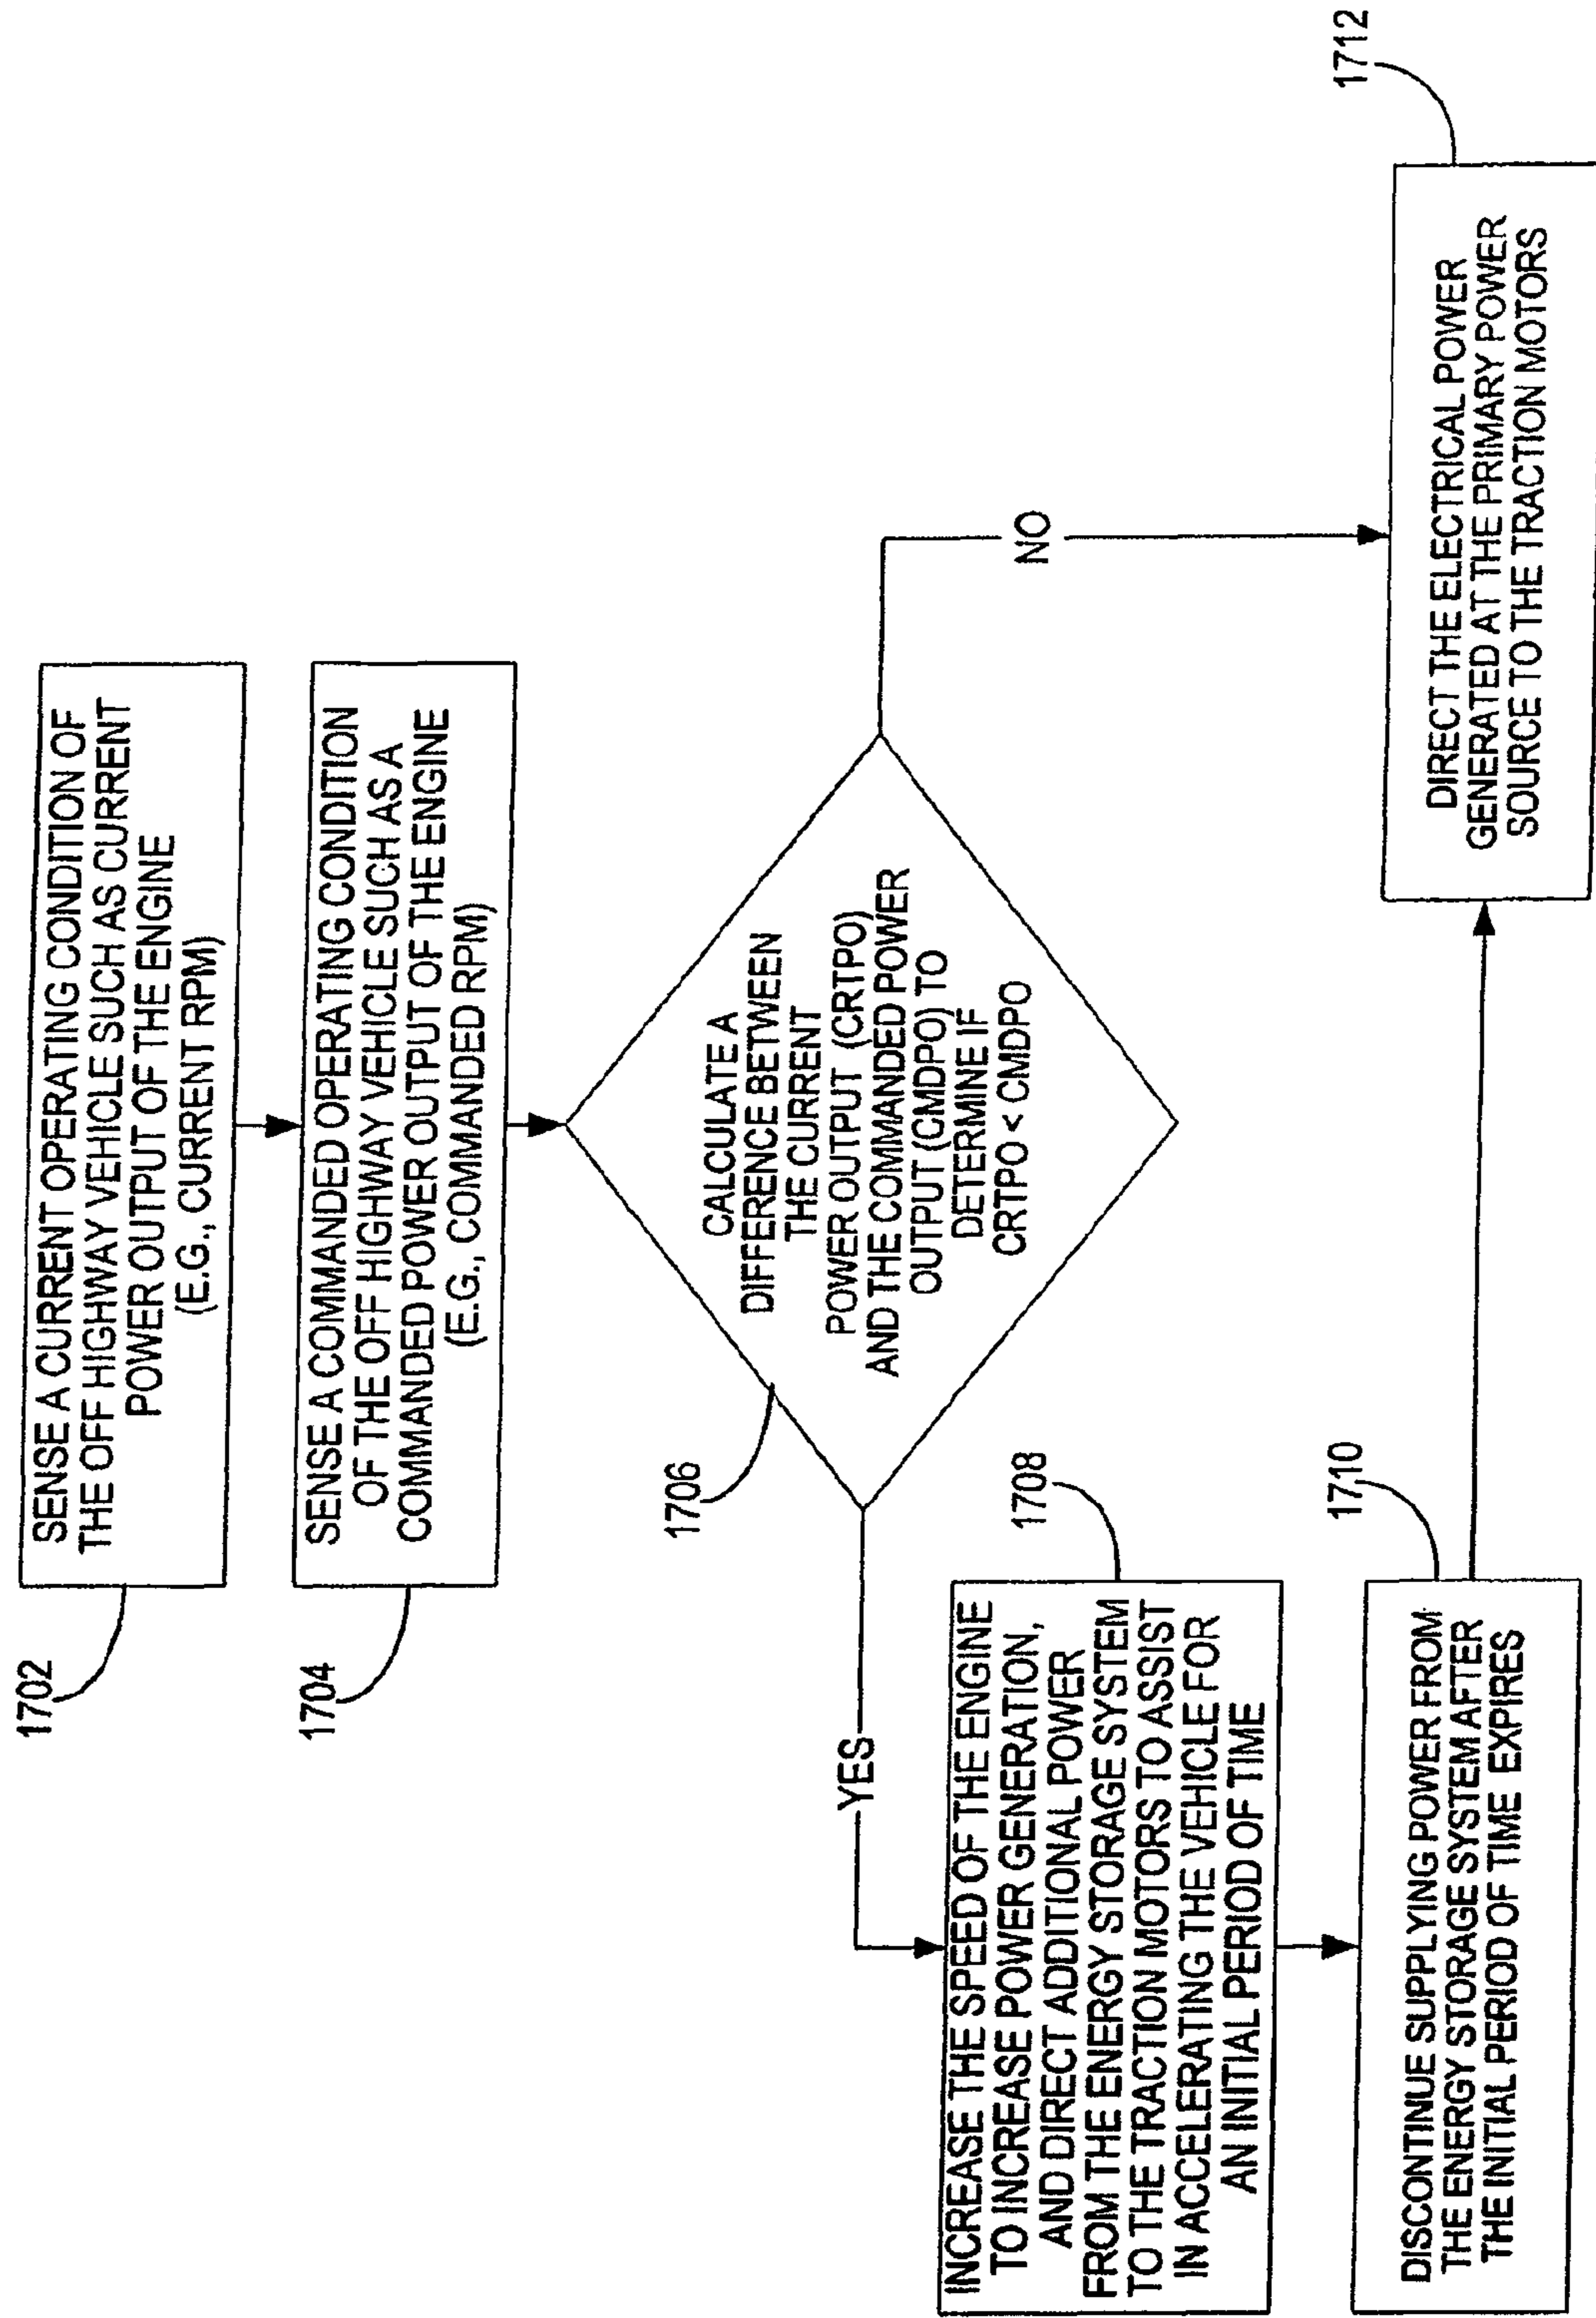 1702
SENSE A CURRENT OPERATING CONDITION OF
THE OFF HIGHWAY VEHICLE SUCH AS CURRENT
POWER OUTPUT OF THE ENGINE
(E.G., CURRENT RPM)
1704
SENSE A COMMANDED OPERATING CONDITION
OF THE OFF HIGHWAY VEHICLE SUCH AS A
COMMANDED POWER OUTPUT OF THE ENGINE
(E.G., COMMANDED RPM)
1706
CALCULATE A
DIFFERENCE BETWEEN
THE CURRENT
POWER OUTPUT (CRTPO)
AND THE COMMANDED POWER
OUTPUT (CMDPO) TO
DETERMINE IF
CRTPO < CMDPO
YES
NO
1708
INCREASE THE SPEED OF THE ENGINE
TO INCREASE POWER GENERATION,
AND DIRECT ADDITIONAL POWER
FROM THE ENERGY STORAGE SYSTEM
TO THE TRACTION MOTORS TO ASSIST
IN ACCELERATING THE VEHICLE FOR
AN INITIAL PERIOD OF TIME
1710
DISCONTINUE SUPPLYING POWER FROM
THE ENERGY STORAGE SYSTEM AFTER
THE INITIAL PERIOD OF TIME EXPIRES
1712
DIRECT THE ELECTRICAL POWER
GENERATED AT THE PRIMARY POWER
SOURCE TO THE TRACTION MOTORS